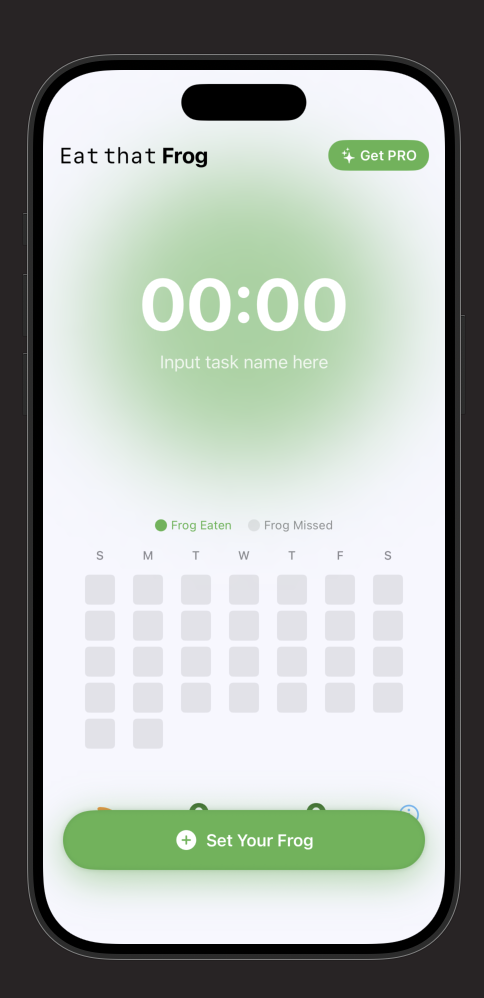 Eat that Frog
Get PRO
00:00
Input task name here
Frog Eaten Frog Missed
S M T W T F S
Set Your Frog